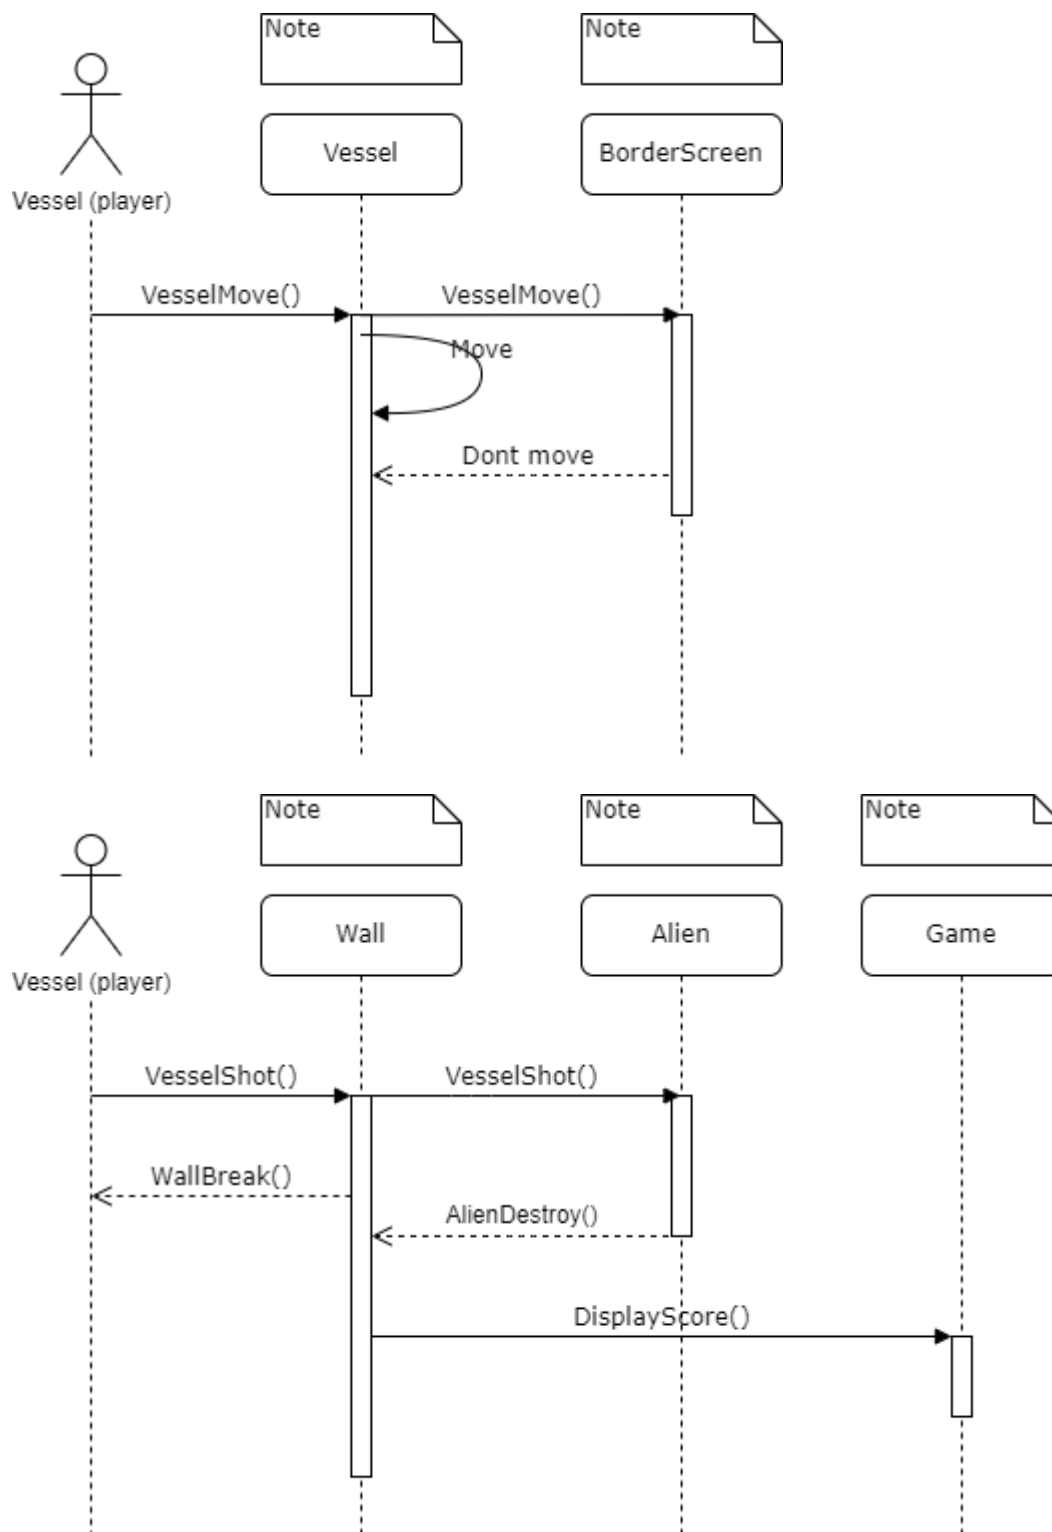 Note
Note
Vessel
BorderScreen
Vessel (player)
VesselMove()
VesselMove()
Move
Dont move
Note
Note
Note
Wall
Alien
Game
Vessel (player)
VesselShot()
VesselShot()
WallBreak()
AlienDestroy()
DisplayScore()